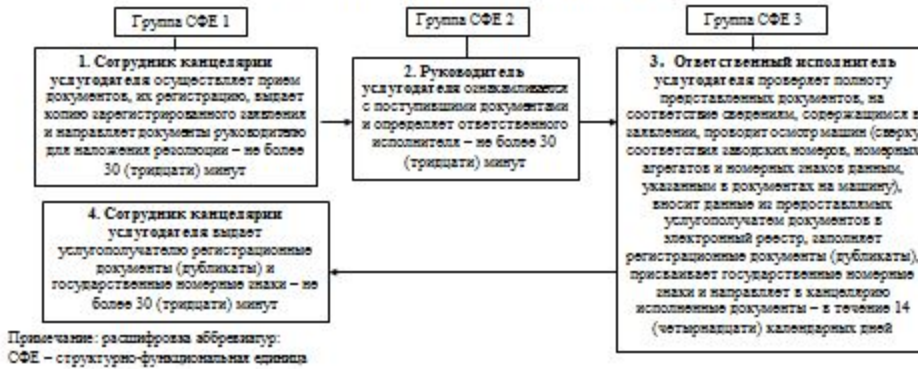 Группа СФЕ 1
Группа СФЕ 2
Группа СФЕ 3
1. Сотрудник канцелярии
услугодателя осуществляет прием
документов, их регистрацию, выдает
копию зарегистрированного заявления
и направляет документы руководителю
для наложения резолюции – не более
30 (тридцати) минут
2. Руководитель
услугодателя ознакамливается
с поступившими документами
и определяет ответственного
исполнителя – не более 30
(тридцати) минут
3. Ответственный исполнитель
услугодателя проверяет полноту
представленных документов, на
соответствие сведениям, содержащимся в
заявлении, проводит осмотр машин (сверку
соответствия заводских номеров, номерных
агрегатов и номерных знаков данным,
указанным в документах на машину),
вносит данные из предоставлямых
услугополучатем документов в
электронный реестр, заполняет
регистрационные документы (дубликаты),
присваивает государственные номерные
знаки и направляет в канцелярию
исполненные документы – в течение 14
(четырнадцати) календарных дней
4. Сотрудник канцелярии
услугодателя выдает
услугополучателю регистрационные
документы (дубликаты) и
государственные номерные знаки – не
более 30 (тридцати) минут
Примечание: расшифровка аббревиатур:
СФЕ – структурно-функциональная единица